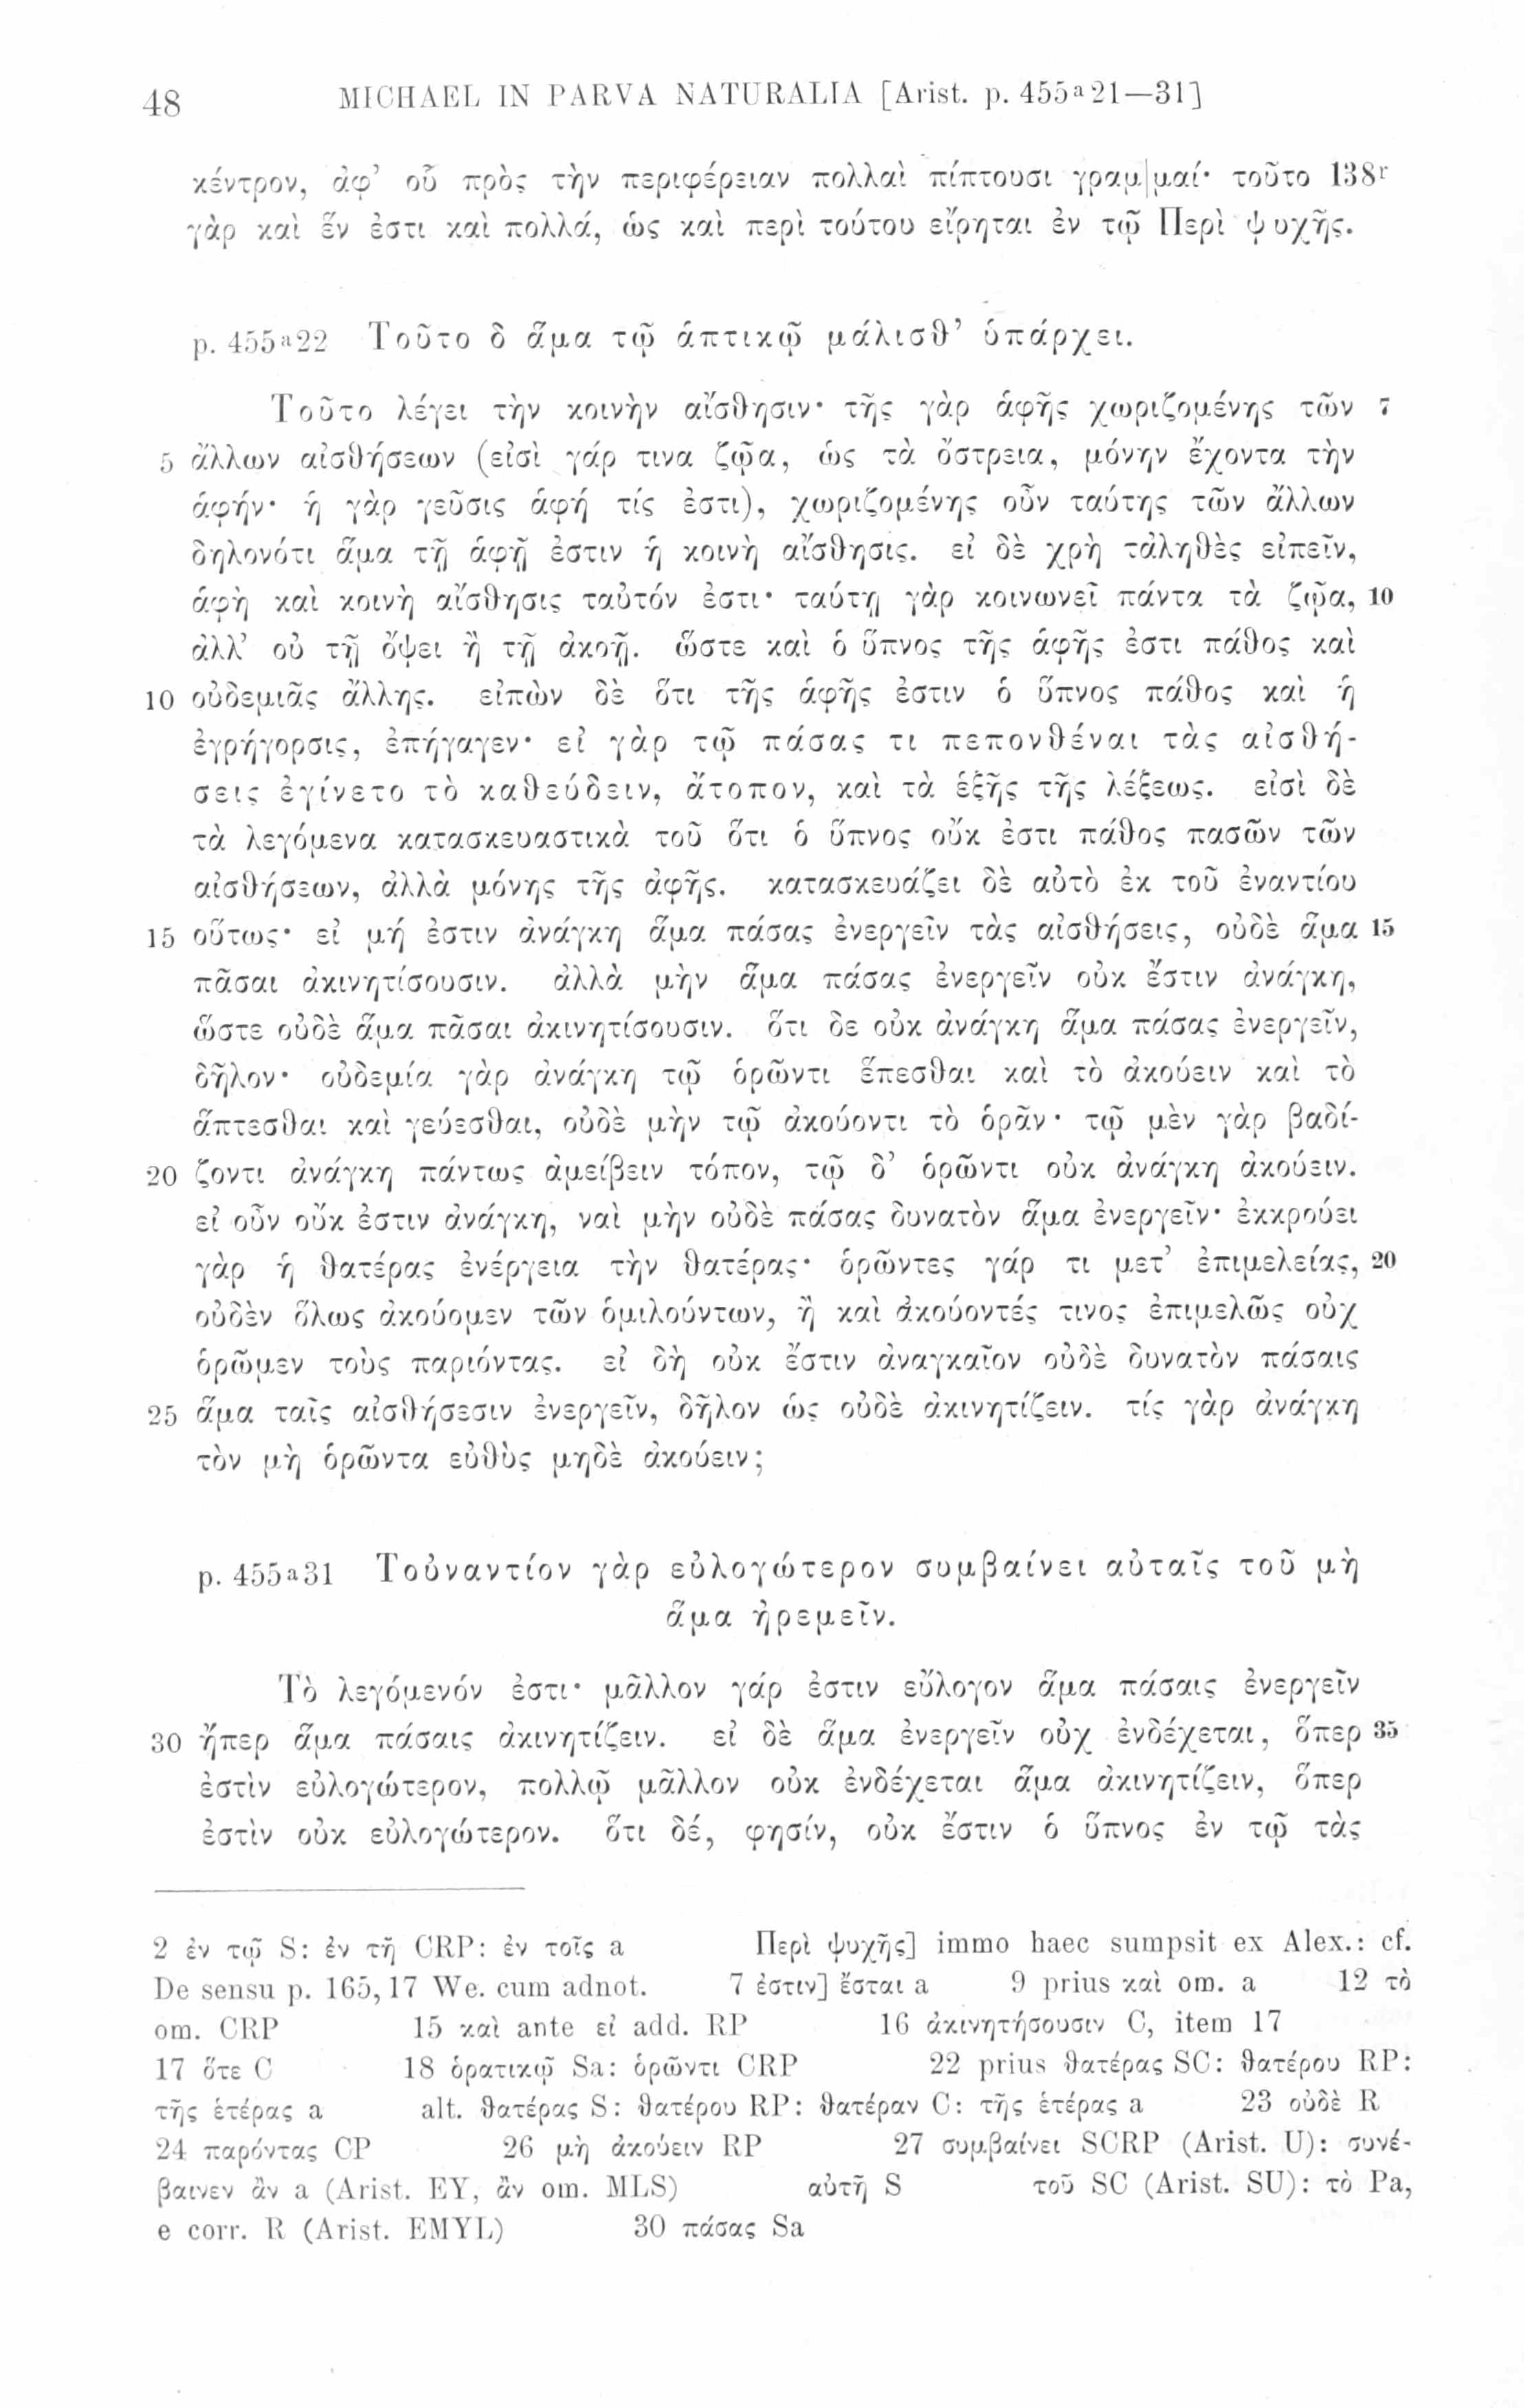 48 MICHAEL IN PARVA NATURALIA [Arist. p. 455a21—31]
κέντρον, ἀφ’ οὗ πρὸς τὴν περιφέρειαν πολλαὶ πίπτουσι γραμ|μαί· τοῦτο 138r
γὰρ καὶ ἕν ἐστι καὶ πολλά, ὡς καὶ περὶ τούτου εἴρηται ἐν τῷ Περὶ ψυχῆς.
p. 455a22 Τοῦτο δ ἅμα τῷ ἁπτικῷ μάλισθ’ ὑπάρχει.
Τοῦτο λέγει τὴν κοινὴν αἴσθησιν· τῆς γὰρ ἁφῆς χωριζομένης τῶν 7
5 ἄλλων αἰσθήσεων (εἰσὶ γάρ τινα ζῷα, ὡς τὰ ὄστρεια, μόνην ἔχοντα τὴν
ἁφήν· ἡ γὰρ γεῦσις ἁφή τίς ἐστι), χωριζομένης οὖν ταύτης τῶν ἄλλων
δηλονότι ἅμα τῇ ἁφῇ ἐστιν ἡ κοινὴ αἴσθησις. εἰ δὲ χρὴ τἀληθὲς εἰπεῖν,
ἁφὴ καὶ κοινὴ αἴσθησις ταὐτόν ἐστι· ταύτῃ γὰρ κοινωνεῖ πάντα τὰ ζῷα, 10
ἀλλ’ οὐ τῇ ὄψει ἢ τῇ ἀκοῇ. ὥστε καὶ ὁ ὕπνος τῆς ἁφῆς ἐστι πάθος καὶ
10 οὐδεμιᾶς ἄλλης. εἰπὼν δὲ ὅτι τῆς ἁφῆς ἐστιν ὁ ὕπνος πάθος καὶ ἡ
ἐγρήγορσις, ἐπήγαγεν· εἰ γὰρ τῷ πάσας τι πεπονθέναι τὰς αἰσθή-
σεις ἐγίνετο τὸ καθεύδειν, ἄτοπον, καὶ τὰ ἑξῆς τῆς λέξεως. εἰσὶ δὲ
τὰ λεγόμενα κατασκευαστικὰ τοῦ ὅτι ὁ ὕπνος οὔκ ἐστι πάθος πασῶν τῶν
αἰσθήσεων, ἀλλὰ μόνης τῆς ἁφῆς. κατασκευάζει δὲ αὐτὸ ἐκ τοῦ ἐναντίου
15 οὕτως· εἰ μή ἐστιν ἀνάγκη ἅμα πάσας ἐνεργεῖν τὰς αἰσθήσεις, οὐδὲ ἅμα 15
πᾶσαι ἀκινητίσουσιν. ἀλλὰ μὴν ἅμα πάσας ἐνεργεῖν οὐκ ἔστιν ἀνάγκη,
ὥστε οὐδὲ ἅμα πᾶσαι ἀκινητίσουσιν. ὅτι δε οὐκ ἀνάγκη ἅμα πάσας ἐνεργεῖν,
δῆλον· οὐδεμία γὰρ ἀνάγκη τῷ ὁρῶντι ἕπεσθαι καὶ τὸ ἀκούειν καὶ τὸ
ἅπτεσθαι καὶ γεύεσθαι, οὐδὲ μὴν τῷ ἀκούοντι τὸ ὁρᾶν· τῷ μὲν γὰρ βαδί-
20 ζοντι ἀνάγκη πάντως ἀμείβειν τόπον, τῷ δ’ ὁρῶντι οὐκ ἀνάγκη ἀκούειν.
εἰ οὖν οὔκ ἐστιν ἀνάγκη, ναὶ μὴν οὐδὲ πάσας δυνατὸν ἅμα ἐνεργεῖν· ἐκκρούει
γὰρ ἡ θατέρας ἐνέργεια τὴν θατέρας· ὁρῶντες γάρ τι μετ’ ἐπιμελείας, 20
οὐδὲν ὅλως ἀκούομεν τῶν ὁμιλούντων, ἢ καὶ ἀκούοντές τινος ἐπιμελῶς οὐχ
ὁρῶμεν τοὺς παριόντας. εἰ δὴ οὐκ ἔστιν ἀναγκαῖον οὐδὲ δυνατὸν πάσαις
25 ἅμα ταῖς αἰσθήσεσιν ἐνεργεῖν, δῆλον ὡς οὐδὲ ἀκινητίζειν. τίς γὰρ ἀνάγκη
τὸν μὴ ὁρῶντα εὐθὺς μηδὲ ἀκούειν;
p. 455a31 Τοὐναντίον γὰρ εὐλογώτερον συμβαίνει αὐταῖς τοῦ μὴ
ἅμα ἠρεμεῖν.
Τὸ λεγόμενόν ἐστι· μᾶλλον γάρ ἐστιν εὔλογον ἅμα πάσαις ἐνεργεῖν
30 ἤπερ ἅμα πάσαις ἀκινητίζειν. εἰ δὲ ἅμα ἐνεργεῖν οὐχ ἐνδέχεται, ὅπερ 35
ἐστὶν εὐλογώτερον, πολλῷ μᾶλλον οὐκ ἐνδέχεται ἅμα ἀκινητίζειν, ὅπερ
ἐστὶν οὐκ εὐλογώτερον. ὅτι δέ, φησίν, οὐκ ἔστιν ὁ ὕπνος ἐν τῷ τὰς
2 ἐν τῷ S: ἐν τῇ CRP: ἐν τοῖς a Περὶ ψυχῆς] immo haec sumpsit ex Alex.: cf.
De sensu p. 165,17 We. cum adnot. 7 ἐστιν] ἔσται a 9 prius καὶ om. a 12 τὸ
om. CRP 15 καὶ ante εἰ add. RP 16 ἀκινητήσουσιν C, item 17
17 ὅτε C 18 ὁρατικῷ Sa: ὁρῶντι CRP 22 prius θατέρας SC: θατέρου RP:
τῆς ἑτέρας a alt. θατέρας S: θατέρου RP: θατέραν C: τῆς ἑτέρας a 23 οὐδὲ R
24 παρόντας CP 26 μὴ ἀκούειν RP 27 συμβαίνει SCRP (Arist. U): συνέ-
βαινεν ἂν a (Arist. EY, ἂν om. MLS) αὐτῇ S τοῦ SC (Arist. SU): τὸ Pa,
e corr. R (Arist. EMYL) 30 πάσας Sa